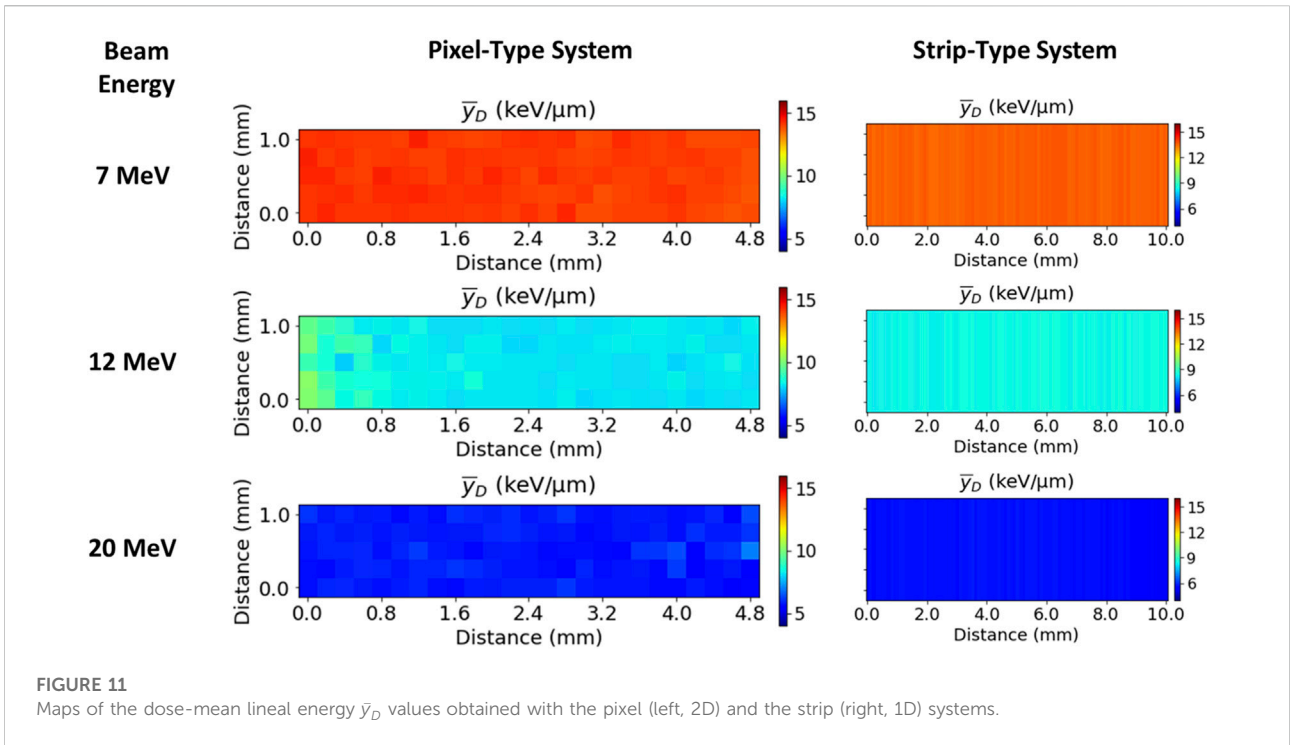 Beam
Energy
Pixel-Type System
Strip-Type System
7 MeV
ȳ_D (keV/μm)
Distance (mm)
1.0
0.0
0.0 0.8 1.6 2.4 3.2 4.0 4.8
Distance (mm)
15
10
5
ȳ_D (keV/μm)
0.0 2.0 4.0 6.0 8.0 10.0
Distance (mm)
15
12
9
6
12 MeV
ȳ_D (keV/μm)
Distance (mm)
1.0
0.0
0.0 0.8 1.6 2.4 3.2 4.0 4.8
Distance (mm)
15
10
5
ȳ_D (keV/μm)
0.0 2.0 4.0 6.0 8.0 10.0
Distance (mm)
15
12
9
6
20 MeV
ȳ_D (keV/μm)
Distance (mm)
1.0
0.0
0.0 0.8 1.6 2.4 3.2 4.0 4.8
Distance (mm)
15
10
5
ȳ_D (keV/μm)
0.0 2.0 4.0 6.0 8.0 10.0
Distance (mm)
15
12
9
6
FIGURE 11
Maps of the dose-mean lineal energy ȳ_D values obtained with the pixel (left, 2D) and the strip (right, 1D) systems.